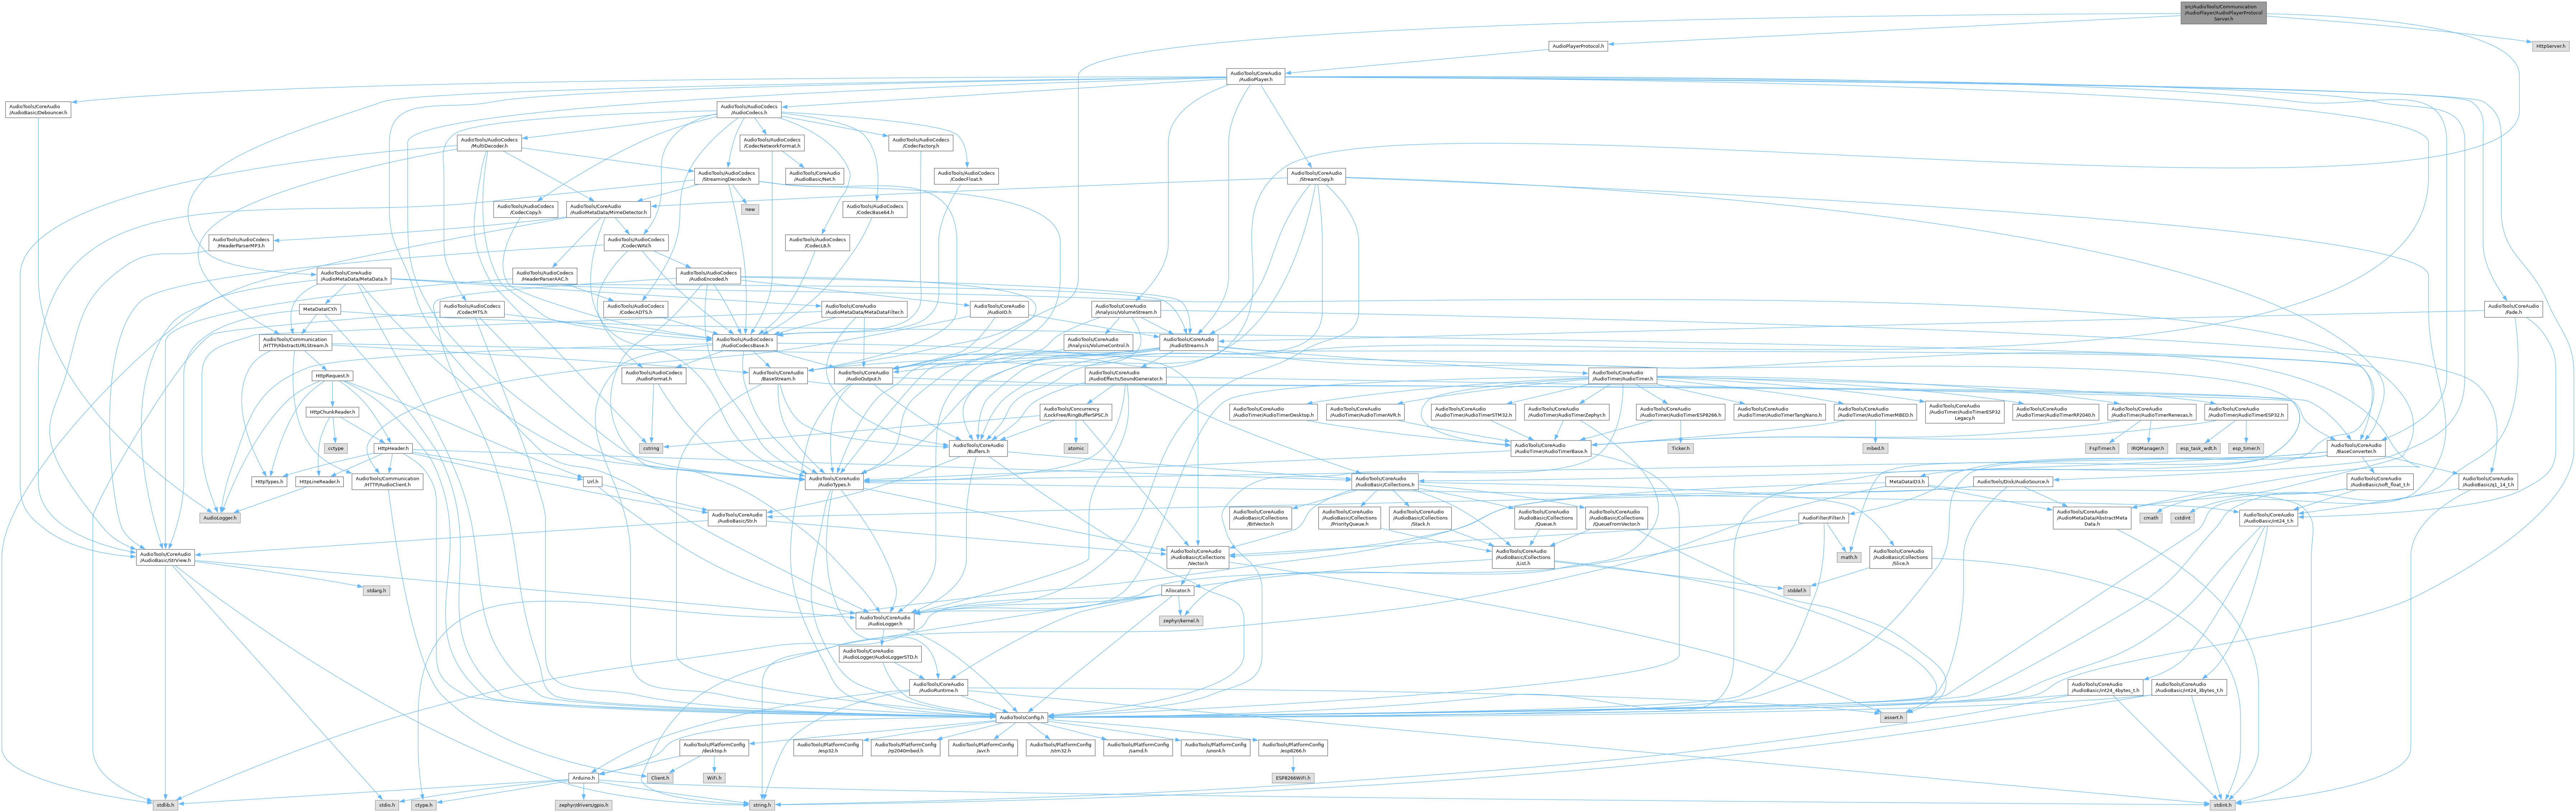 src/AudioTools/Communication
/AudioPlayer/AudioPlayerProtocol
Server.h
AudioPlayerProtocol.h
HttpServer.h
AudioTools/CoreAudio
/AudioPlayer.h
AudioTools/CoreAudio
/AudioBasic/Debouncer.h
AudioTools/AudioCodecs
/AudioCodecs.h
AudioTools/AudioCodecs
/MultiDecoder.h
AudioTools/AudioCodecs
/CodecNetworkFormat.h
AudioTools/AudioCodecs
/CodecFactory.h
AudioTools/AudioCodecs
/StreamingDecoder.h
AudioTools/CoreAudio
/AudioBasic/Net.h
AudioTools/AudioCodecs
/CodecFloat.h
AudioTools/CoreAudio
/StreamCopy.h
AudioTools/AudioCodecs
/CodecCopy.h
AudioTools/CoreAudio
/AudioMetaData/MimeDetector.h
new
AudioTools/AudioCodecs
/CodecBase64.h
AudioTools/AudioCodecs
/HeaderParserMP3.h
AudioTools/AudioCodecs
/CodecWAV.h
AudioTools/AudioCodecs
/CodecL8.h
AudioTools/CoreAudio
/AudioMetaData/MetaData.h
AudioTools/AudioCodecs
/HeaderParserAAC.h
AudioTools/AudioCodecs
/AudioEncoded.h
MetaDataICY.h
AudioTools/AudioCodecs
/CodecMTS.h
AudioTools/AudioCodecs
/CodecADTS.h
AudioTools/CoreAudio
/AudioMetaData/MetaDataFilter.h
AudioTools/CoreAudio
/AudioIO.h
AudioTools/CoreAudio
/Analysis/VolumeStream.h
AudioTools/CoreAudio
/Fade.h
AudioTools/Communication
/HTTP/AbstractURLStream.h
AudioTools/AudioCodecs
/AudioCodecsBase.h
AudioTools/CoreAudio
/Analysis/VolumeControl.h
AudioTools/CoreAudio
/AudioStreams.h
HttpRequest.h
AudioTools/AudioCodecs
/AudioFormat.h
AudioTools/CoreAudio
/BaseStream.h
AudioTools/CoreAudio
/AudioOutput.h
AudioTools/CoreAudio
/AudioEffects/SoundGenerator.h
AudioTools/CoreAudio
/AudioTimer/AudioTimer.h
HttpChunkReader.h
AudioTools/Concurrency
/LockFree/RingBufferSPSC.h
AudioTools/CoreAudio
/AudioTimer/AudioTimerDesktop.h
AudioTools/CoreAudio
/AudioTimer/AudioTimerAVR.h
AudioTools/CoreAudio
/AudioTimer/AudioTimerSTM32.h
AudioTools/CoreAudio
/AudioTimer/AudioTimerZephyr.h
AudioTools/CoreAudio
/AudioTimer/AudioTimerESP8266.h
AudioTools/CoreAudio
/AudioTimer/AudioTimerTangNano.h
AudioTools/CoreAudio
/AudioTimer/AudioTimerMBED.h
AudioTools/CoreAudio
/AudioTimer/AudioTimerESP32
Legacy.h
AudioTools/CoreAudio
/AudioTimer/AudioTimerRP2040.h
AudioTools/CoreAudio
/AudioTimer/AudioTimerRenesas.h
AudioTools/CoreAudio
/AudioTimer/AudioTimerESP32.h
cctype
HttpHeader.h
cstring
atomic
AudioTools/CoreAudio
/Buffers.h
AudioTools/CoreAudio
/AudioTimer/AudioTimerBase.h
Ticker.h
mbed.h
FspTimer.h
IRQManager.h
esp_task_wdt.h
esp_timer.h
AudioTools/CoreAudio
/BaseConverter.h
HttpTypes.h
HttpLineReader.h
AudioTools/Communication
/HTTP/AudioClient.h
Url.h
AudioTools/CoreAudio
/AudioTypes.h
AudioTools/CoreAudio
/AudioBasic/Collections.h
MetaDataID3.h
AudioTools/Disk/AudioSource.h
AudioTools/CoreAudio
/AudioBasic/soft_float_t.h
AudioTools/CoreAudio
/AudioBasic/q1_14_t.h
AudioLogger.h
AudioTools/CoreAudio
/AudioBasic/Str.h
AudioTools/CoreAudio
/AudioBasic/Collections
/BitVector.h
AudioTools/CoreAudio
/AudioBasic/Collections
/PriorityQueue.h
AudioTools/CoreAudio
/AudioBasic/Collections
/Stack.h
AudioTools/CoreAudio
/AudioBasic/Collections
/Queue.h
AudioTools/CoreAudio
/AudioBasic/Collections
/QueueFromVector.h
AudioFilter/Filter.h
AudioTools/CoreAudio
/AudioMetaData/AbstractMeta
Data.h
cmath
cstdint
AudioTools/CoreAudio
/AudioBasic/int24_t.h
AudioTools/CoreAudio
/AudioBasic/StrView.h
AudioTools/CoreAudio
/AudioBasic/Collections
/Vector.h
AudioTools/CoreAudio
/AudioBasic/Collections
/List.h
math.h
AudioTools/CoreAudio
/AudioBasic/Collections
/Slice.h
stdarg.h
Allocator.h
stddef.h
AudioTools/CoreAudio
/AudioLogger.h
zephyr/kernel.h
AudioTools/CoreAudio
/AudioLogger/AudioLoggerSTD.h
AudioTools/CoreAudio
/AudioRuntime.h
AudioTools/CoreAudio
/AudioBasic/int24_4bytes_t.h
AudioTools/CoreAudio
/AudioBasic/int24_3bytes_t.h
AudioToolsConfig.h
assert.h
AudioTools/PlatformConfig
/desktop.h
AudioTools/PlatformConfig
/esp32.h
AudioTools/PlatformConfig
/rp2040mbed.h
AudioTools/PlatformConfig
/avr.h
AudioTools/PlatformConfig
/stm32.h
AudioTools/PlatformConfig
/samd.h
AudioTools/PlatformConfig
/unor4.h
AudioTools/PlatformConfig
/esp8266.h
Arduino.h
Client.h
WiFi.h
ESP8266WiFi.h
stdlib.h
stdio.h
ctype.h
zephyr/drivers/gpio.h
string.h
stdint.h